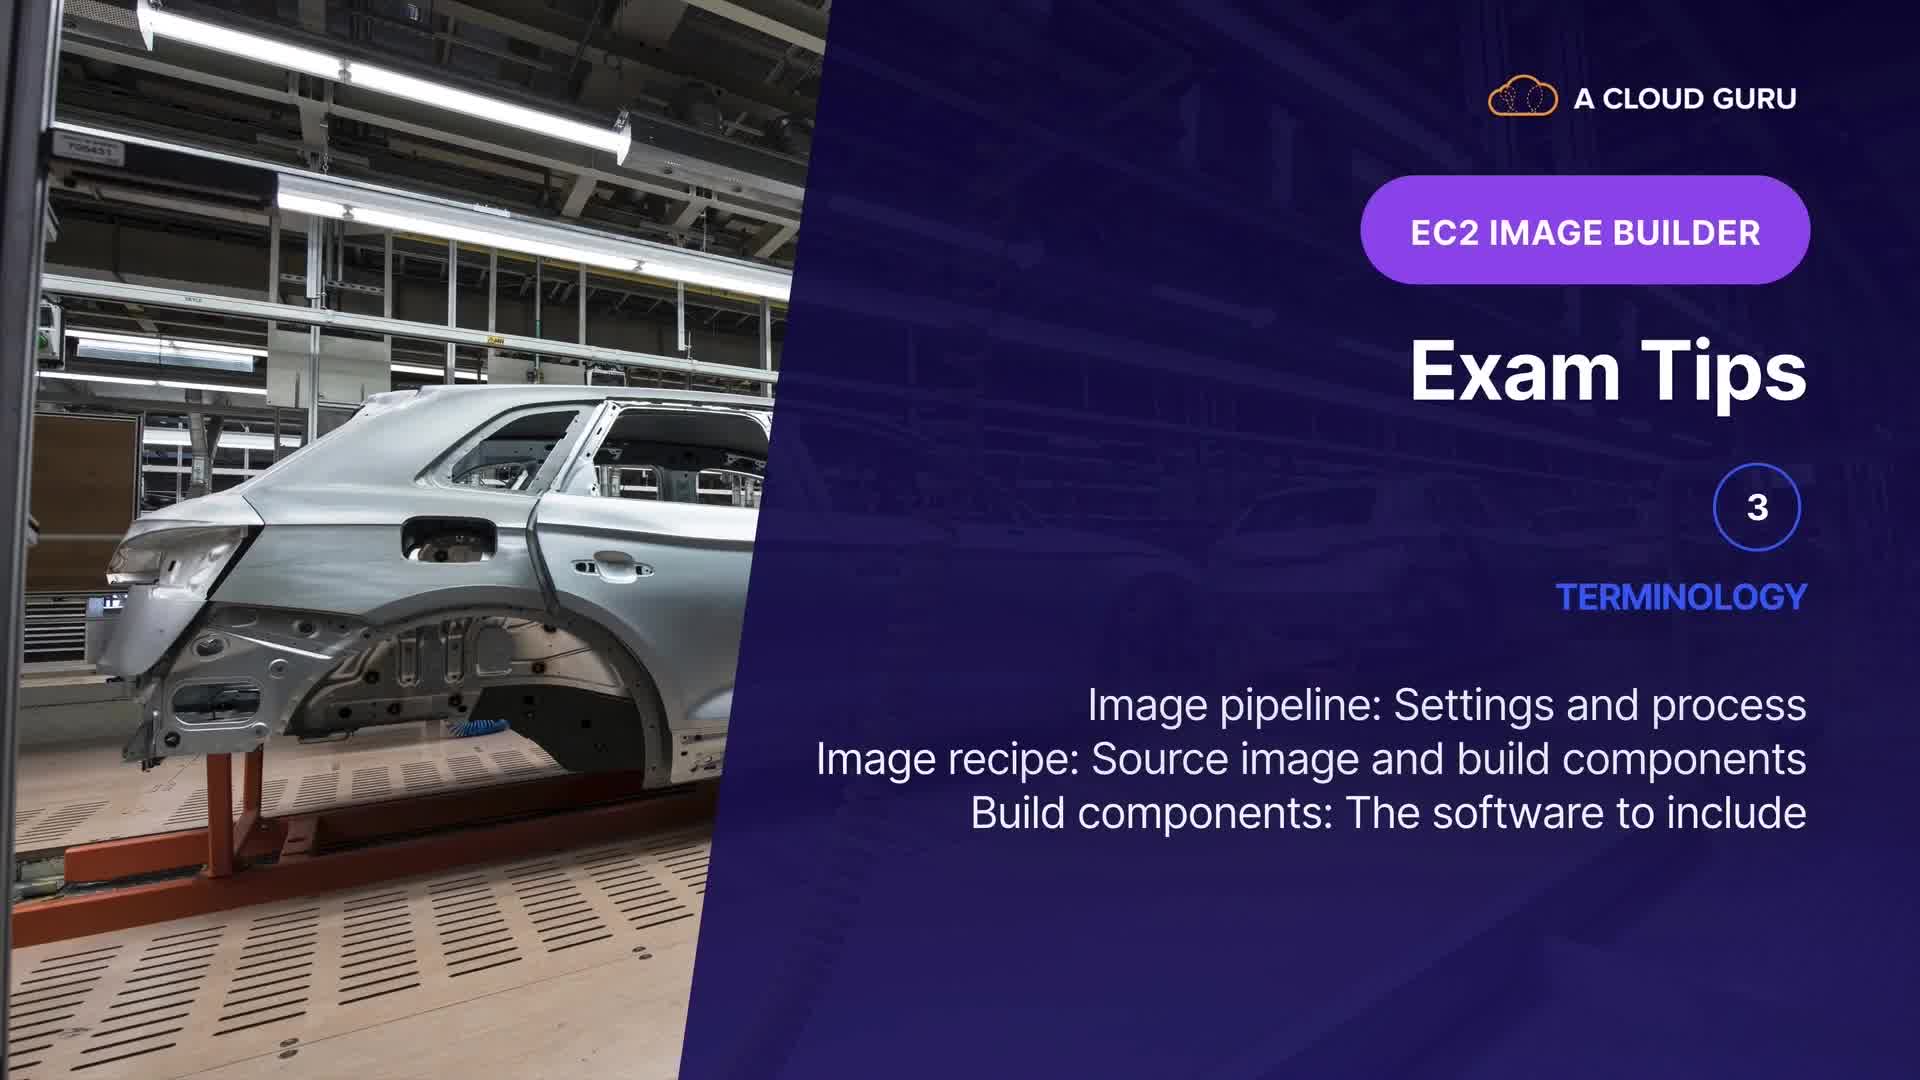 A CLOUD GURU
EC2 IMAGE BUILDER
Exam Tips
3
TERMINOLOGY
Image pipeline: Settings and process
Image recipe: Source image and build components
Build components: The software to include